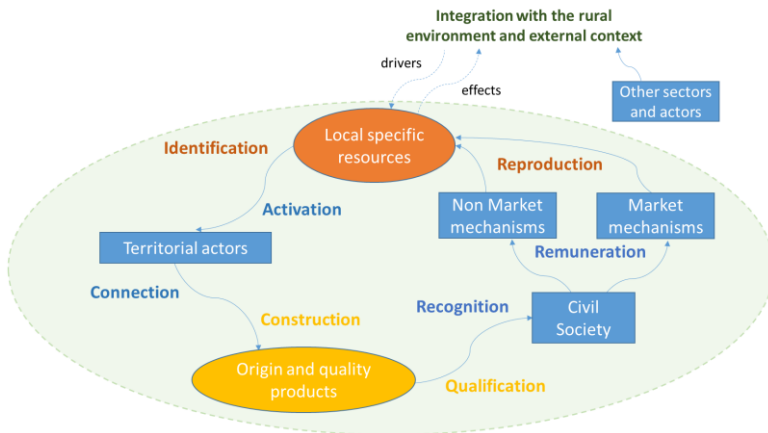 Integration with the rural
environment and external context
drivers
effects
Other sectors
and actors
Local specific
resources
Identification
Reproduction
Activation
Non Market
mechanisms
Market
mechanisms
Territorial actors
Remuneration
Connection
Construction
Recognition
Civil
Society
Origin and quality
products
Qualification